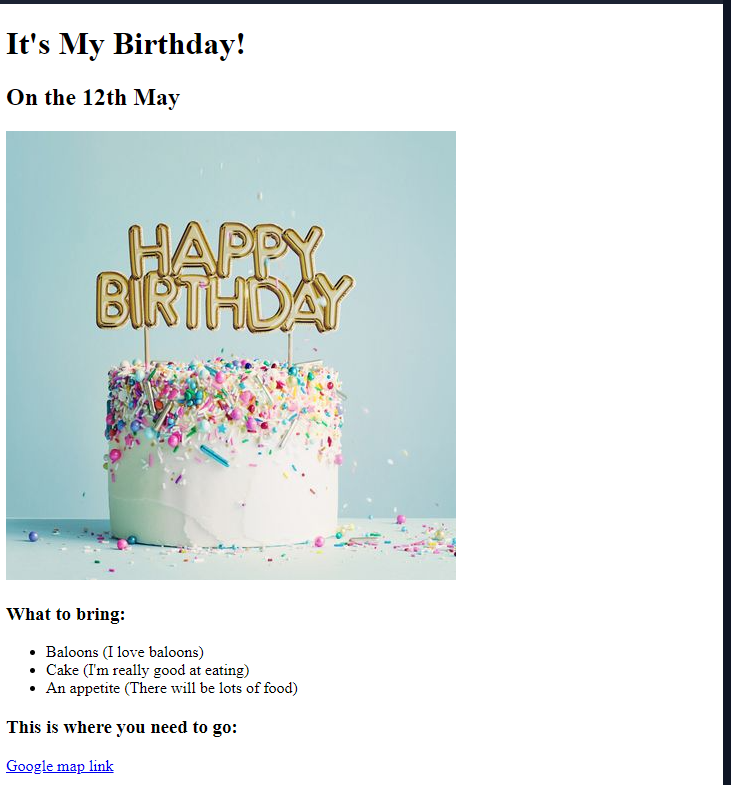 It's My Birthday!
On the 12th May
HAPPY
BIRTHDAY
What to bring:
Baloons (I love baloons)
Cake (I'm really good at eating)
An appetite (There will be lots of food)
This is where you need to go:
Google map link